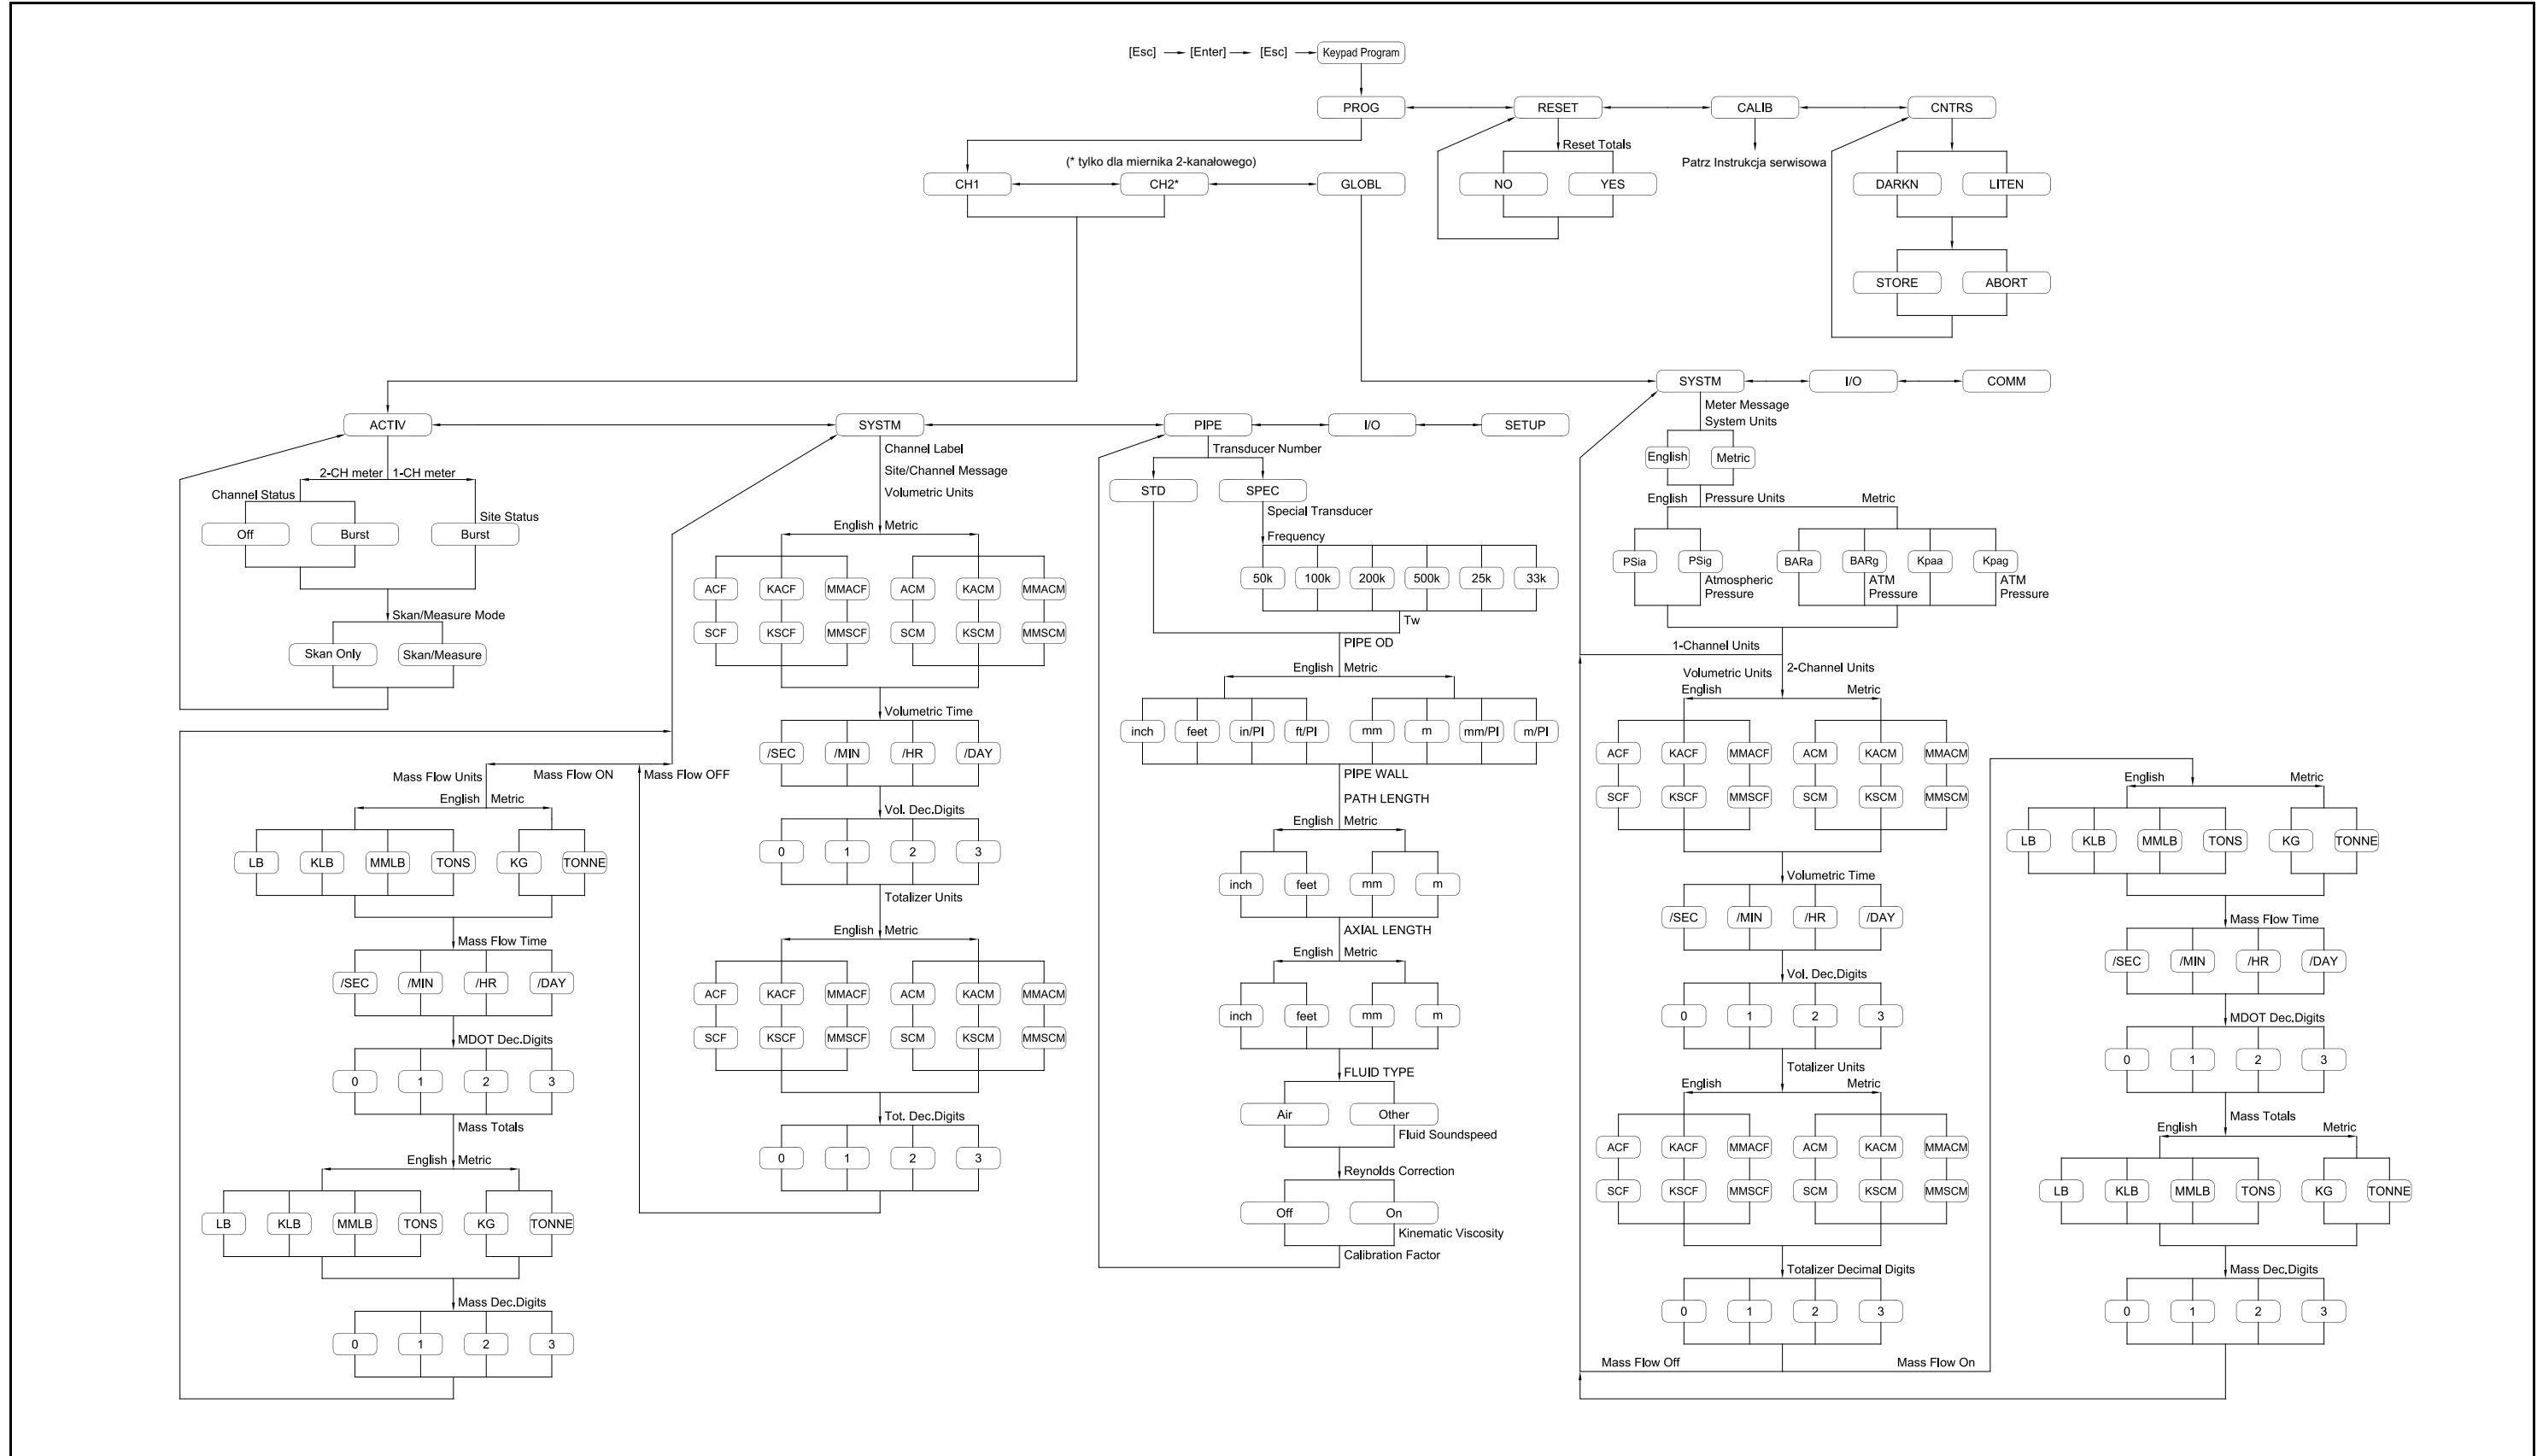 [Esc] [Enter] [Esc] Keypad Program
PROG RESET CALIB CNTRS
Reset Totals
(* tylko dla miernika 2-kanałowego)
Patrz Instrukcja serwisowa
CH1 CH2* GLOBL
NO YES
DARKN LITEN
STORE ABORT
ACTIV SYSTM PIPE I/O SETUP
2-CH meter 1-CH meter
Channel Status
Site Status
Off Burst Burst
Skan/Measure Mode
Skan Only Skan/Measure
Channel Label
Site/Channel Message
Volumetric Units
English Metric
ACF KACF MMACF ACM KACM MMACM
SCF KSCF MMSCF SCM KSCM MMSCM
Volumetric Time
/SEC /MIN /HR /DAY
Vol. Dec.Digits
0 1 2 3
Totalizer Units
English Metric
ACF KACF MMACF ACM KACM MMACM
SCF KSCF MMSCF SCM KSCM MMSCM
Tot. Dec.Digits
0 1 2 3
Mass Flow Units
Mass Flow ON
Mass Flow OFF
English Metric
LB KLB MMLB TONS KG TONNE
Mass Flow Time
/SEC /MIN /HR /DAY
MDOT Dec.Digits
0 1 2 3
Mass Totals
English Metric
LB KLB MMLB TONS KG TONNE
Mass Dec.Digits
0 1 2 3
Transducer Number
STD SPEC
Special Transducer
Frequency
50k 100k 200k 500k 25k 33k
Tw
PIPE OD
English Metric
inch feet in/PI ft/PI mm m mm/PI m/PI
PIPE WALL
PATH LENGTH
English Metric
inch feet mm m
AXIAL LENGTH
English Metric
inch feet mm m
FLUID TYPE
Air Other
Fluid Soundspeed
Reynolds Correction
Off On
Kinematic Viscosity
Calibration Factor
SYSTM I/O COMM
Meter Message
System Units
English Metric
English Pressure Units Metric
PSia PSig BARa BARg Kpaa Kpag
Atmospheric
Pressure
ATM
Pressure
ATM
Pressure
1-Channel Units
2-Channel Units
Volumetric Units
English Metric
ACF KACF MMACF ACM KACM MMACM
SCF KSCF MMSCF SCM KSCM MMSCM
Volumetric Time
/SEC /MIN /HR /DAY
Vol. Dec.Digits
0 1 2 3
Totalizer Units
English Metric
ACF KACF MMACF ACM KACM MMACM
SCF KSCF MMSCF SCM KSCM MMSCM
Totalizer Decimal Digits
0 1 2 3
Mass Flow Off Mass Flow On
English Metric
LB KLB MMLB TONS KG TONNE
Mass Flow Time
/SEC /MIN /HR /DAY
MDOT Dec.Digits
0 1 2 3
Mass Totals
English Metric
LB KLB MMLB TONS KG TONNE
Mass Dec.Digits
0 1 2 3